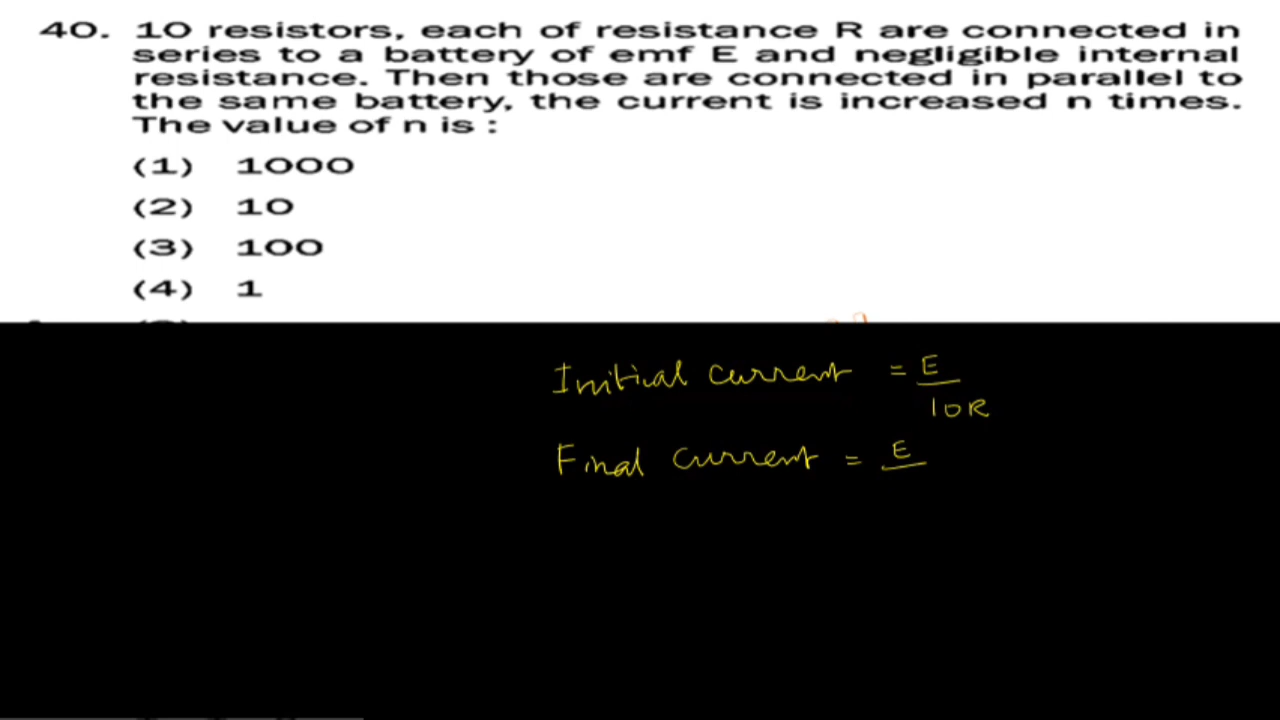 40. 10 resistors, each of resistance R are connected in
series to a battery of emf E and negligible internal
resistance. Then those are connected in parallel to
the same battery, the current is increased n times.
The value of n is :
(1) 1000
(2) 10
(3) 100
(4) 1
Initial current = E
10R
Final current = E